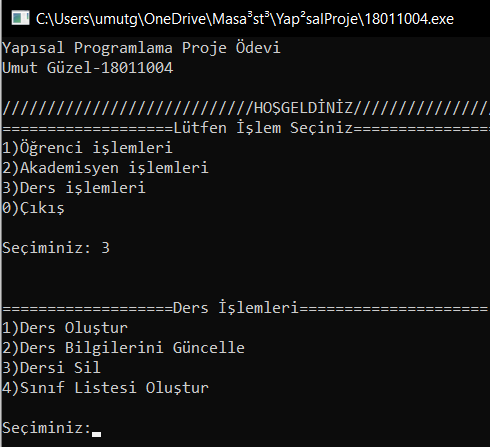 C:\Users\umutg\OneDrive\Masa³st³\Yap²salProje\18011004.exe
Yapısal Programlama Proje Ödevi
Umut Güzel-18011004
////////////////////////////HOŞGELDİNİZ///////////////
===================Lütfen İşlem Seçiniz===============
1)Öğrenci işlemleri
2)Akademisyen işlemleri
3)Ders işlemleri
0)Çıkış
Seçiminiz: 3
===================Ders İşlemleri=====================
1)Ders Oluştur
2)Ders Bilgilerini Güncelle
3)Dersi Sil
4)Sınıf Listesi Oluştur
Seçiminiz: